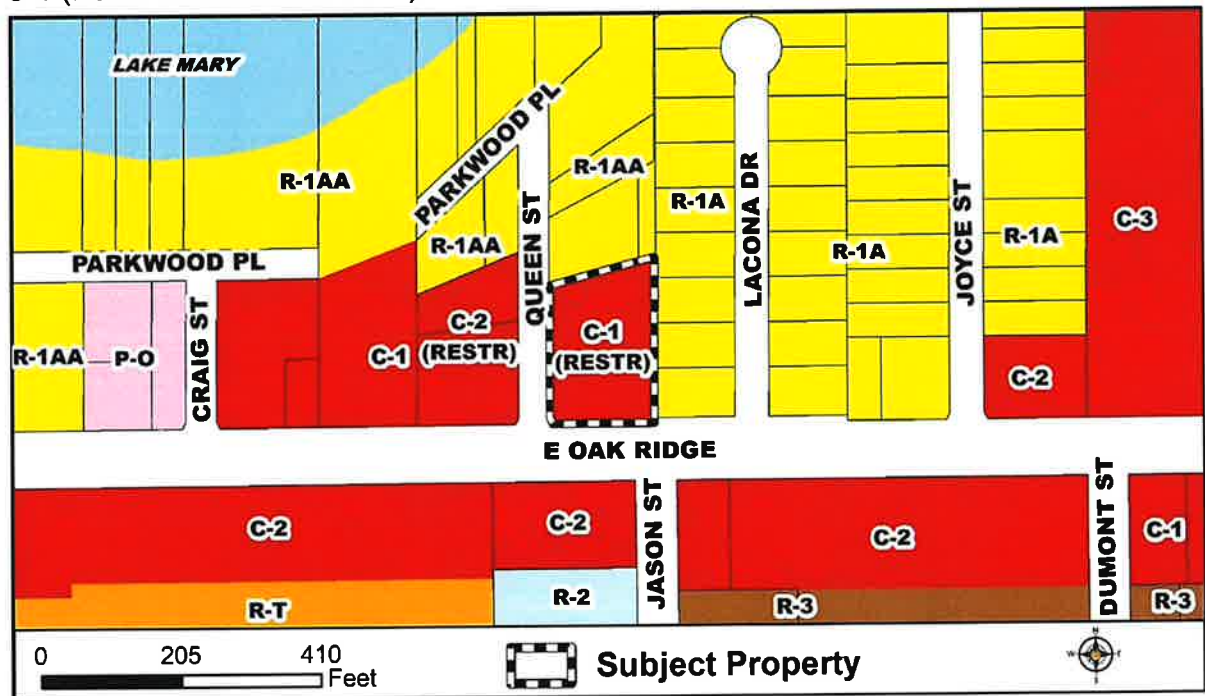 LAKE MARY
PARKWOOD PL
R-1AA
R-1AA
R-1A
LACONA DR
C-3
R-1AA
QUEEN ST
R-1A
JOYCE ST
R-1A
PARKWOOD PL
R-1AA
P-O
CRAIG ST
C-1
C-2
(RESTR)
C-1
(RESTR)
C-2
E OAK RIDGE
C-2
C-2
JASON ST
C-2
DUMONT ST
C-1
R-T
R-2
R-3
R-3
0 205 410
Feet
Subject Property
N
W
S